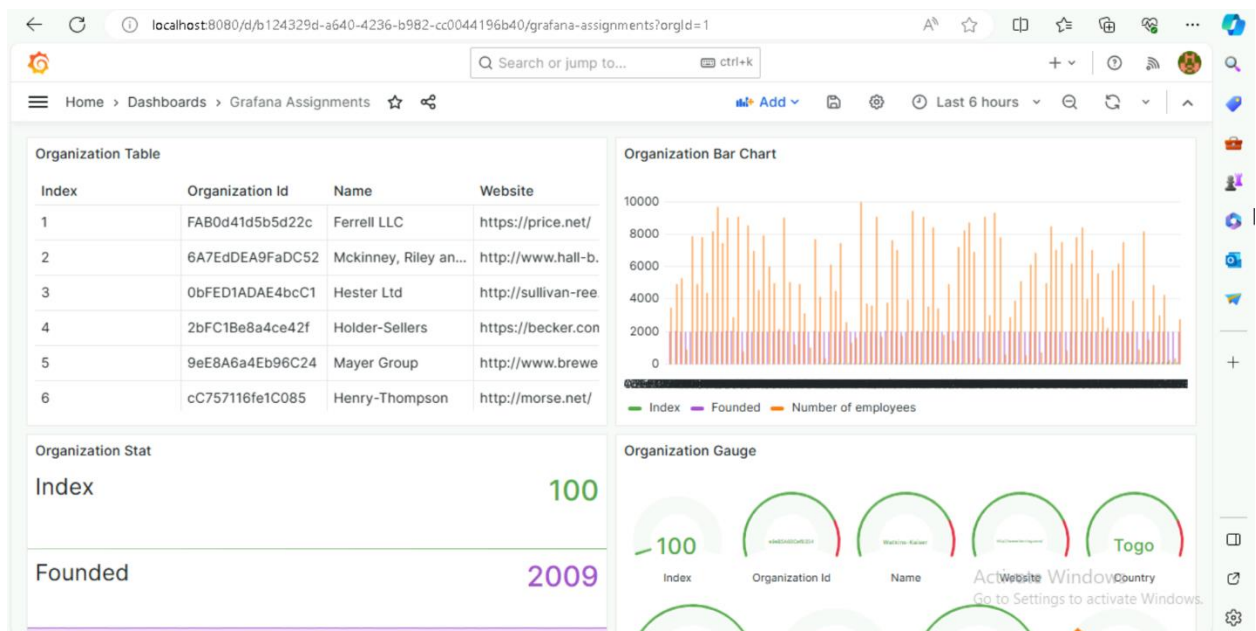 localhost:8080/d/b124329d-a640-4236-b982-cc0044196b40/grafana-assignments?orgId=1
Search or jump to... ctrl+k
Home › Dashboards › Grafana Assignments Add Last 6 hours
Organization Table
Index Organization Id Name Website
1 FAB0d41d5b5d22c Ferrell LLC https://price.net/
2 6A7EdDEA9FaDC52 Mckinney, Riley an... http://www.hall-b.
3 0bFED1ADAE4bcC1 Hester Ltd http://sullivan-ree
4 2bFC1Be8a4ce42f Holder-Sellers https://becker.con
5 9eE8A6a4Eb96C24 Mayer Group http://www.brewe
6 cC757116fe1C085 Henry-Thompson http://morse.net/
Organization Bar Chart
10000
8000
6000
4000
2000
0
Index Founded Number of employees
Organization Stat
Index 100
Founded 2009
Organization Gauge
100 Watkins-Kaiser Togo
Index Organization Id Name Website Country
Activate Windows
Go to Settings to activate Windows.